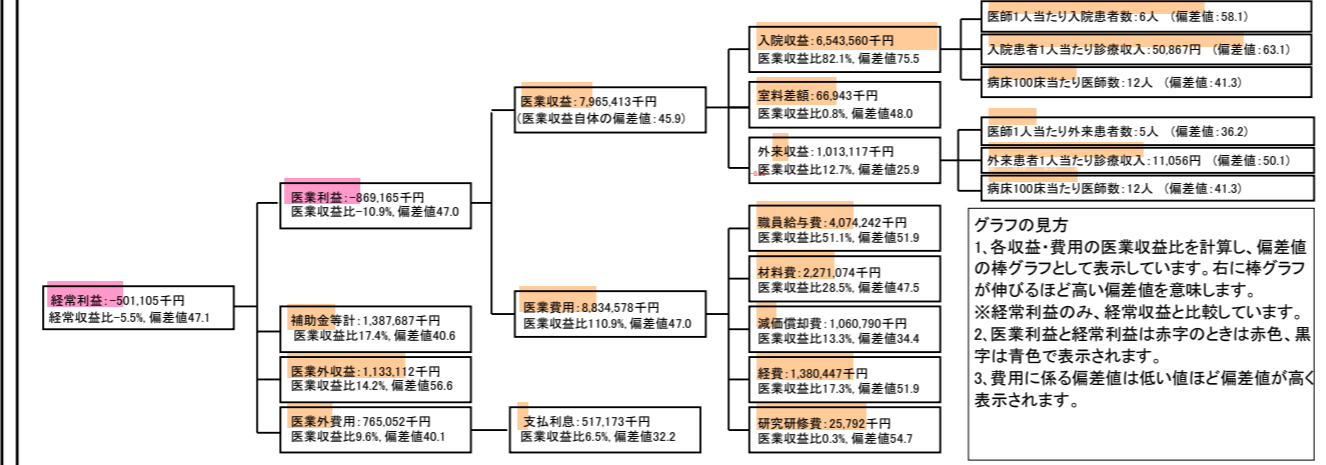 経常利益:-501,105千円
経常収益比-5.5%, 偏差値47.1
医業利益:-869,165千円
医業収益比-10.9%, 偏差値47.0
補助金等計:1,387,687千円
医業収益比17.4%, 偏差値40.6
医業外収益:1,133,112千円
医業収益比14.2%, 偏差値56.6
医業外費用:765,052千円
医業収益比9.6%, 偏差値40.1
医業収益:7,965,413千円
(医業収益自体の偏差値:45.9)
医業費用:8,834,578千円
医業収益比110.9%, 偏差値47.0
支払利息:517,173千円
医業収益比6.5%, 偏差値32.2
入院収益:6,543,560千円
医業収益比82.1%, 偏差値75.5
室料差額:66,943千円
医業収益比0.8%, 偏差値48.0
外来収益:1,013,117千円
医業収益比12.7%, 偏差値25.9
職員給与費:4,074,242千円
医業収益比51.1%, 偏差値51.9
材料費:2,271,074千円
医業収益比28.5%, 偏差値47.5
減価償却費:1,060,790千円
医業収益比13.3%, 偏差値34.4
経費:1,380,447千円
医業収益比17.3%, 偏差値51.9
研究研修費:25,792千円
医業収益比0.3%, 偏差値54.7
医師1人当たり入院患者数:6人 (偏差値:58.1)
入院患者1人当たり診療収入:50,867円 (偏差値:63.1)
病床100床当たり医師数:12人 (偏差値:41.3)
医師1人当たり外来患者数:5人 (偏差値:36.2)
外来患者1人当たり診療収入:11,056円 (偏差値:50.1)
病床100床当たり医師数:12人 (偏差値:41.3)
グラフの見方
1、各収益・費用の医業収益比を計算し、偏差値
の棒グラフとして表示しています。右に棒グラフ
が伸びるほど高い偏差値を意味します。
※経常利益のみ、経常収益と比較しています。
2、医業利益と経常利益は赤字のときは赤色、黒
字は青色で表示されます。
3、費用に係る偏差値は低い値ほど偏差値が高く
表示されます。